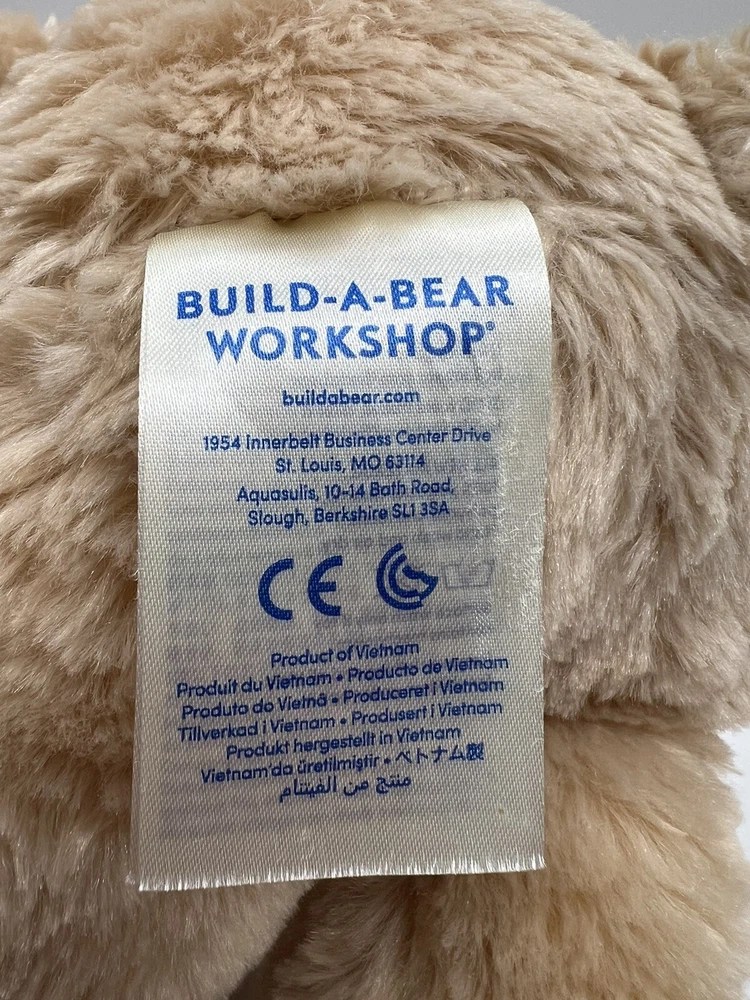 BUILD-A-BEAR
WORKSHOP®
buildabear.com
1954 Innerbelt Business Center Drive
St. Louis, MO 63114
Aquasulis, 10-14 Bath Road,
Slough, Berkshire SL1 3SA
CE
Product of Vietnam
Produit du Vietnam • Producto de Vietnam
Produto do Vietnã • Produceret i Vietnam
Tillverkad i Vietnam • Produsert i Vietnam
Produkt hergestellt in Vietnam
Vietnam'da üretilmiştir • ベトナム製
منتج من الفيتنام